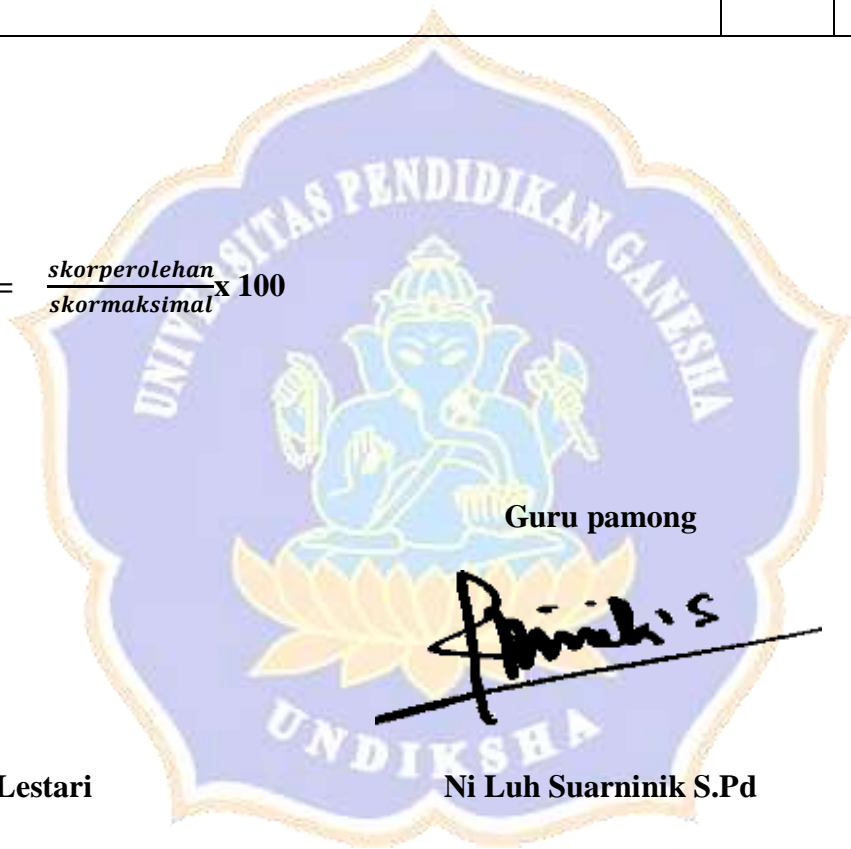 UNIVERSITAS PENDIDIKAN GANESHA
= skorperolehan
skormaksimal x 100
Guru pamong
UNDIKSHA
Lestari
Ni Luh Suarninik S.Pd